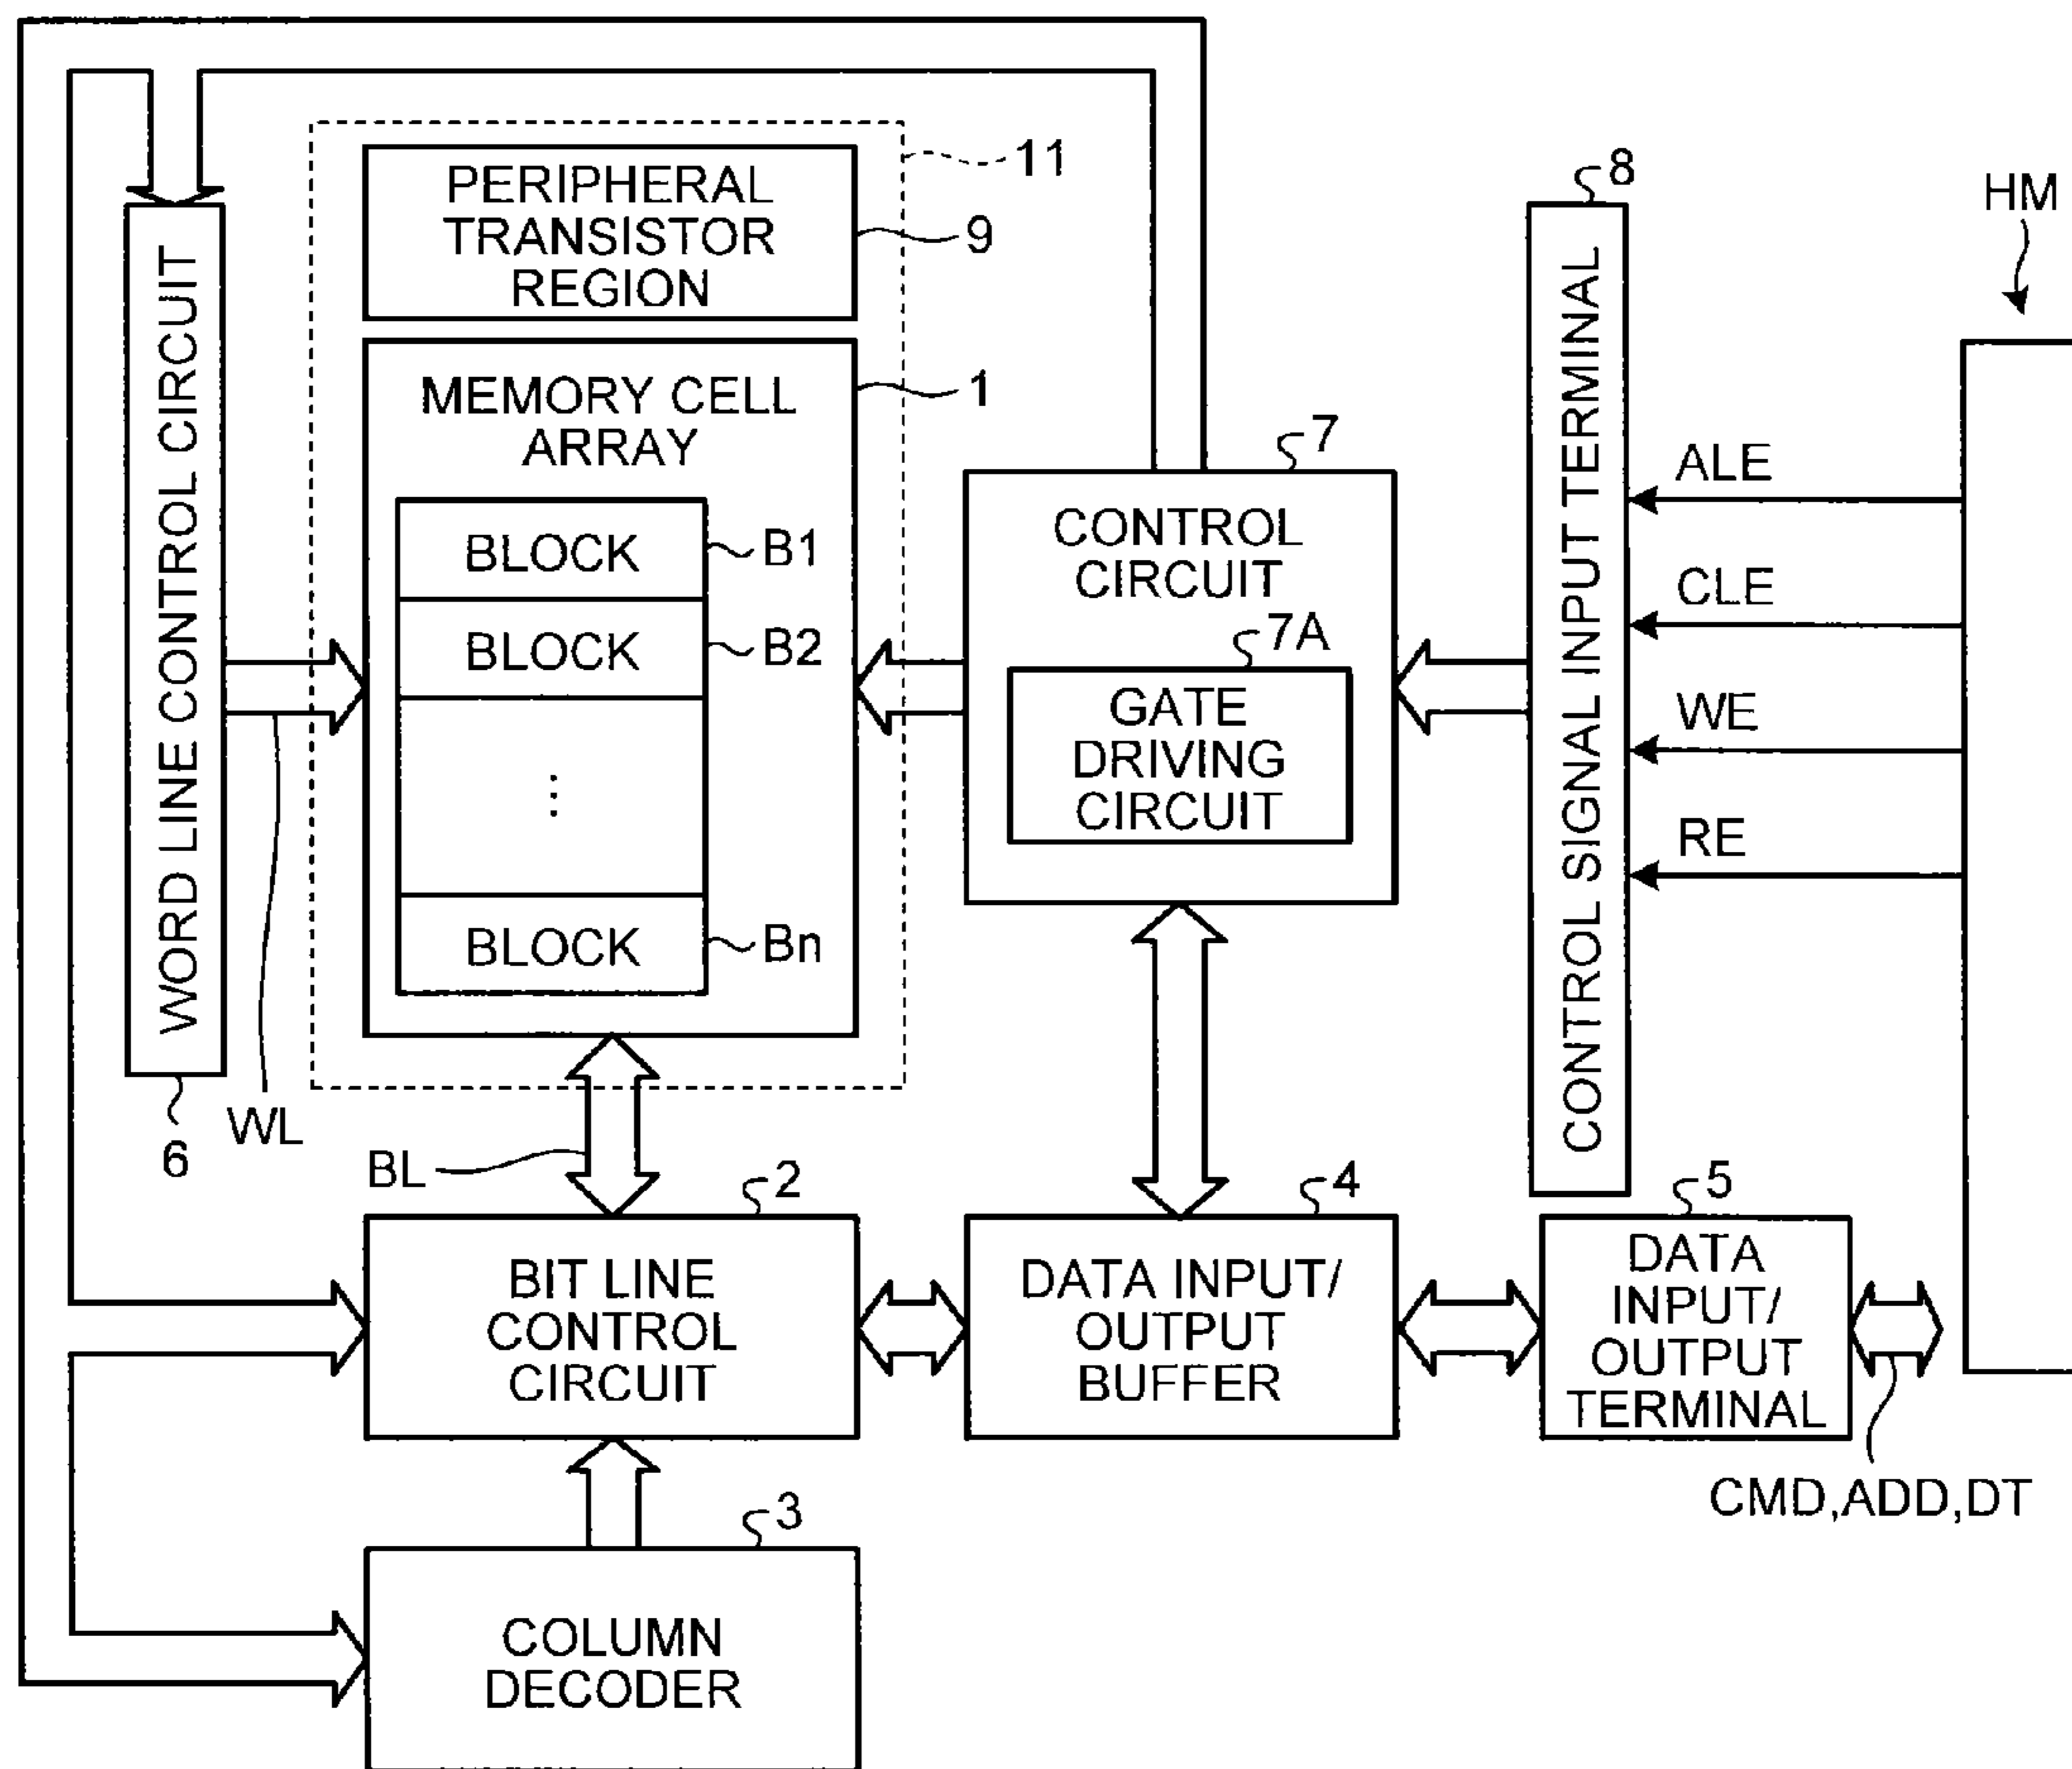 11
PERIPHERAL
TRANSISTOR
REGION
9
8
HM
WORD LINE CONTROL CIRCUIT
MEMORY CELL
ARRAY
1
7
CONTROL SIGNAL INPUT TERMINAL
ALE
CONTROL
CIRCUIT
BLOCK
B1
CLE
7A
BLOCK
B2
GATE
DRIVING
CIRCUIT
WE
⋮
RE
BLOCK
Bn
6
WL
BL
2
4
5
BIT LINE
CONTROL
CIRCUIT
DATA INPUT/
OUTPUT
BUFFER
DATA
INPUT/
OUTPUT
TERMINAL
CMD,ADD,DT
3
COLUMN
DECODER